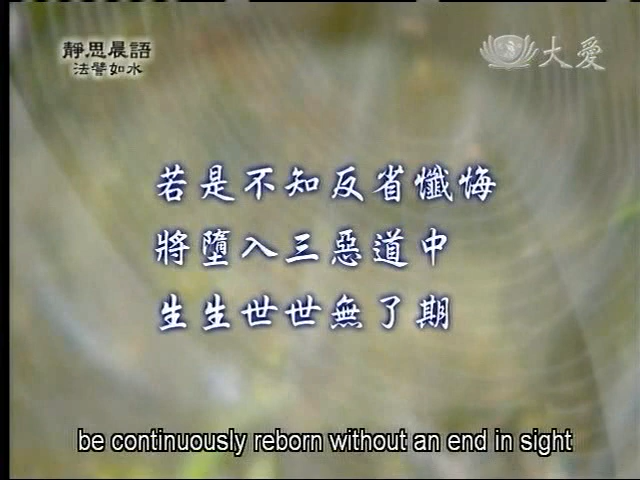 靜思晨語
法譬如水
大愛
若是不知反省懺悔
將墮入三惡道中
生生世世無了期
be continuously reborn without an end in sight